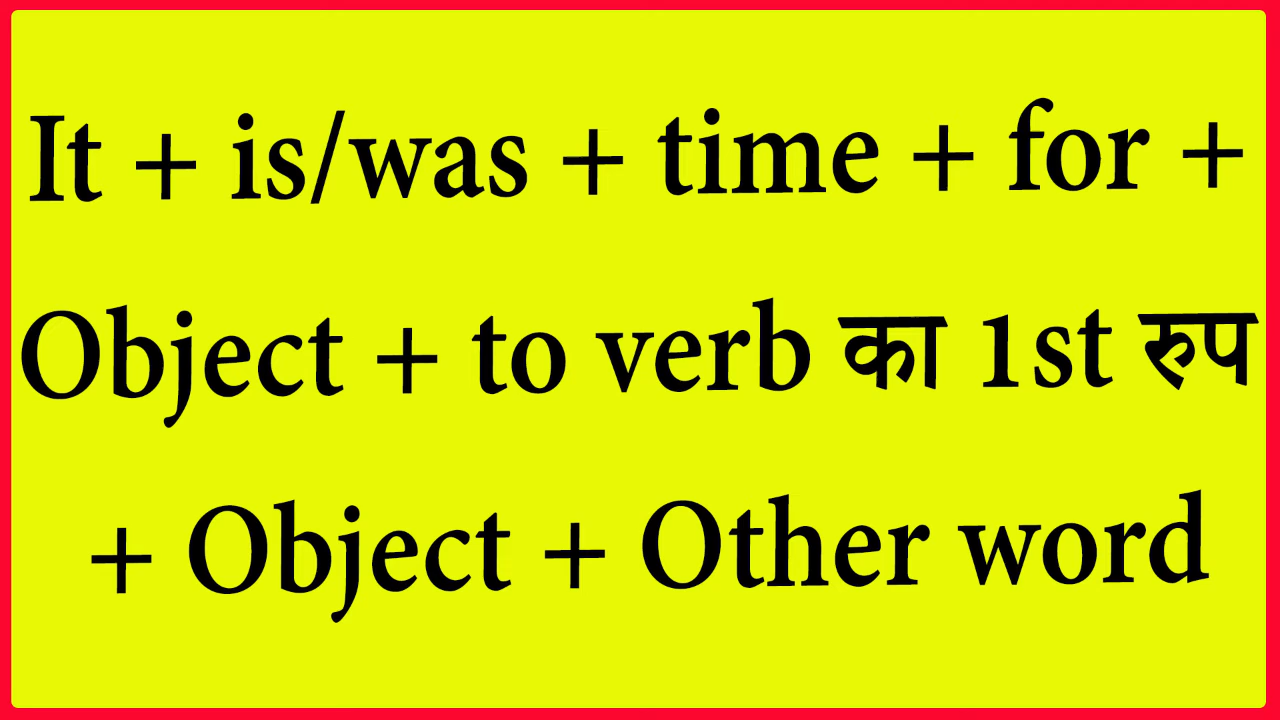 It + is/was + time + for +
Object + to verb का 1st रुप
+ Object + Other word